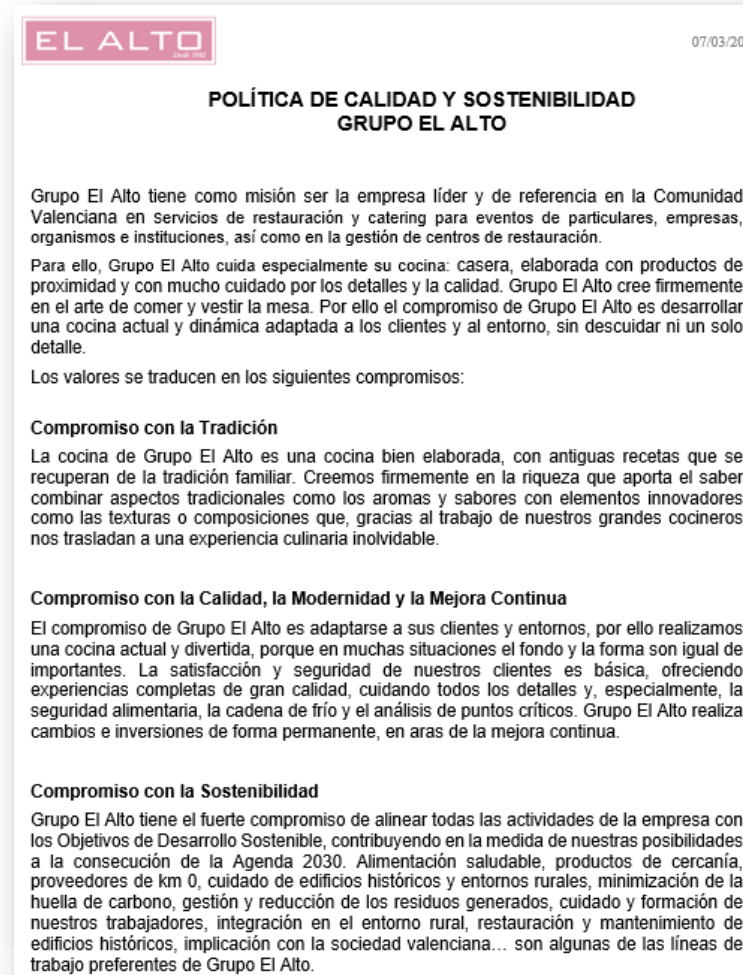 EL ALTO
Desde 1982
07/03/20
POLÍTICA DE CALIDAD Y SOSTENIBILIDAD
GRUPO EL ALTO
Grupo El Alto tiene como misión ser la empresa líder y de referencia en la Comunidad
Valenciana en servicios de restauración y catering para eventos de particulares, empresas,
organismos e instituciones, así como en la gestión de centros de restauración.
Para ello, Grupo El Alto cuida especialmente su cocina: casera, elaborada con productos de
proximidad y con mucho cuidado por los detalles y la calidad. Grupo El Alto cree firmemente
en el arte de comer y vestir la mesa. Por ello el compromiso de Grupo El Alto es desarrollar
una cocina actual y dinámica adaptada a los clientes y al entorno, sin descuidar ni un solo
detalle.
Los valores se traducen en los siguientes compromisos:
Compromiso con la Tradición
La cocina de Grupo El Alto es una cocina bien elaborada, con antiguas recetas que se
recuperan de la tradición familiar. Creemos firmemente en la riqueza que aporta el saber
combinar aspectos tradicionales como los aromas y sabores con elementos innovadores
como las texturas o composiciones que, gracias al trabajo de nuestros grandes cocineros
nos trasladan a una experiencia culinaria inolvidable.
Compromiso con la Calidad, la Modernidad y la Mejora Continua
El compromiso de Grupo El Alto es adaptarse a sus clientes y entornos, por ello realizamos
una cocina actual y divertida, porque en muchas situaciones el fondo y la forma son igual de
importantes. La satisfacción y seguridad de nuestros clientes es básica, ofreciendo
experiencias completas de gran calidad, cuidando todos los detalles y, especialmente, la
seguridad alimentaria, la cadena de frío y el análisis de puntos críticos. Grupo El Alto realiza
cambios e inversiones de forma permanente, en aras de la mejora continua.
Compromiso con la Sostenibilidad
Grupo El Alto tiene el fuerte compromiso de alinear todas las actividades de la empresa con
los Objetivos de Desarrollo Sostenible, contribuyendo en la medida de nuestras posibilidades
a la consecución de la Agenda 2030. Alimentación saludable, productos de cercanía,
proveedores de km 0, cuidado de edificios históricos y entornos rurales, minimización de la
huella de carbono, gestión y reducción de los residuos generados, cuidado y formación de
nuestros trabajadores, integración en el entorno rural, restauración y mantenimiento de
edificios históricos, implicación con la sociedad valenciana… son algunas de las líneas de
trabajo preferentes de Grupo El Alto.